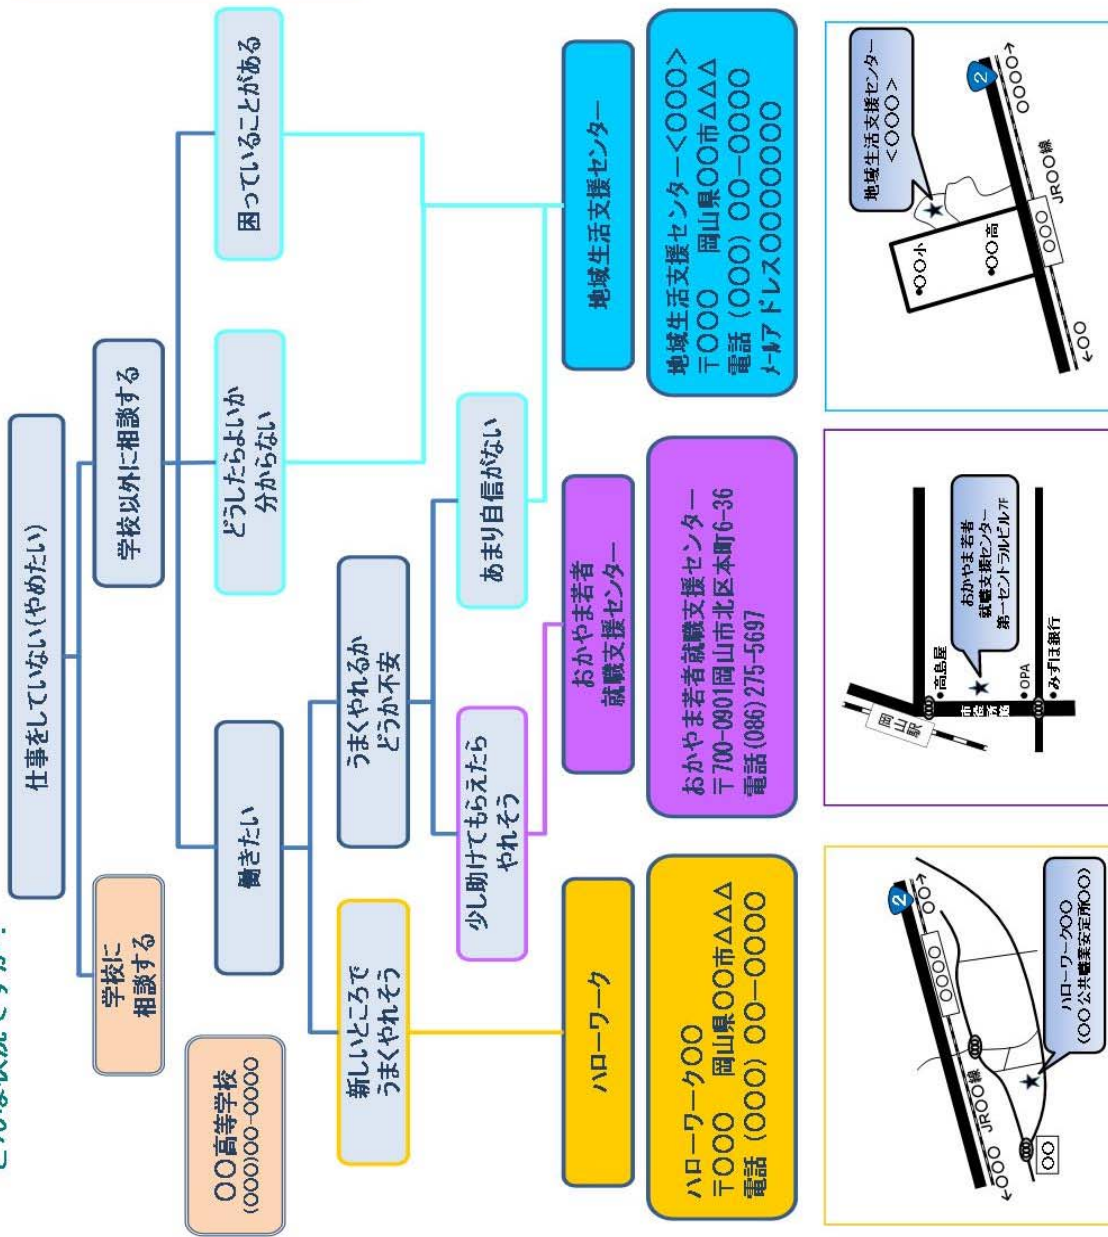 どんな状況ですか?
仕事をしていない(やめたい)
学校に
相談する
学校以外に相談する
〇〇高等学校
(〇〇〇)〇〇-〇〇〇〇
働きたい
どうしたらよいか
分からない
困っていることがある
新しいところで
うまくやれそう
うまくやれるか
どうか不安
少し助けてもらえたら
やれそう
あまり自信がない
ハローワーク
おかやま若者
就職支援センター
地域生活支援センター
ハローワーク〇〇
〒〇〇〇 岡山県〇〇市△△△
電話 (〇〇〇) 〇〇-〇〇〇〇
おかやま若者就職支援センター
〒700-0901岡山市北区本町6-36
電話(086)275-5697
地域生活支援センター<〇〇〇>
〒〇〇〇 岡山県〇〇市△△△
電話 (〇〇〇) 〇〇-〇〇〇〇
メールアドレス〇〇〇〇〇〇〇〇
2
〇〇→
〇〇〇〇
JR〇〇線
←〇〇〇
〇〇
ハローワーク〇〇
(〇〇公共職業安定所〇〇)
岡山駅
高島屋
市役所筋
OPA
みずほ銀行
おかやま若者
就職支援センター
第一セントラルビル7F
地域生活支援センター
<〇〇〇>
2
〇〇〇〇→
〇〇小
〇〇高
〇〇〇
JR〇〇線
←〇〇